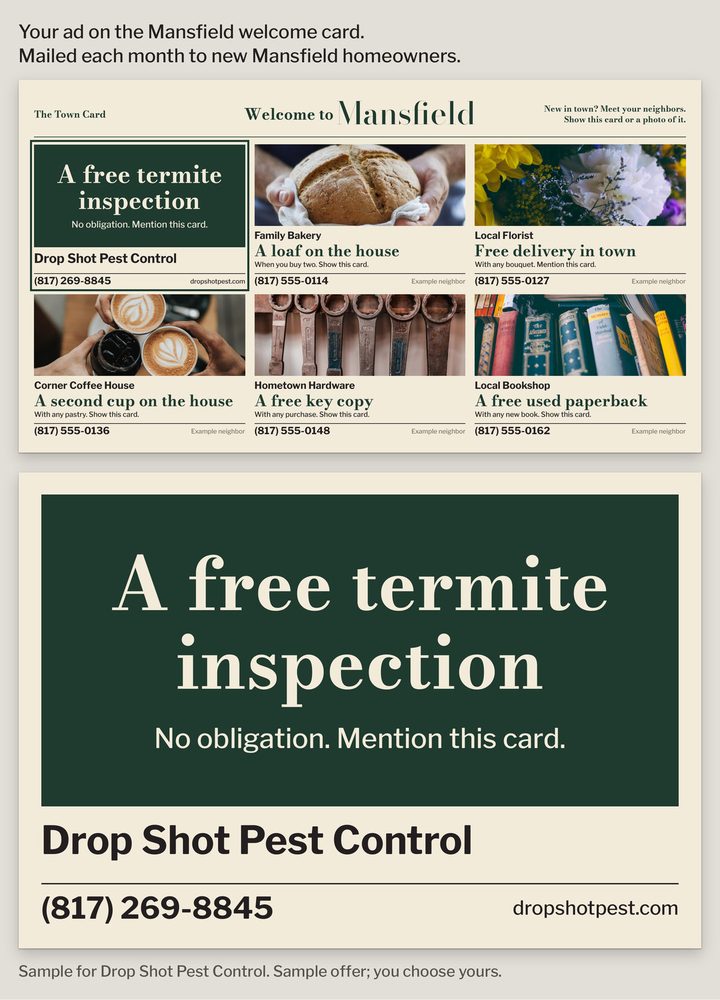 Your ad on the Mansfield welcome card.
Mailed each month to new Mansfield homeowners.
The Town Card
Welcome to Mansfield
New in town? Meet your neighbors.
Show this card or a photo of it.
A free termite
inspection
No obligation. Mention this card.
Drop Shot Pest Control
(817) 269-8845
dropshotpest.com
Family Bakery
A loaf on the house
When you buy two. Show this card.
(817) 555-0114
Example neighbor
Local Florist
Free delivery in town
With any bouquet. Mention this card.
(817) 555-0127
Example neighbor
Corner Coffee House
A second cup on the house
With any pastry. Show this card.
(817) 555-0136
Example neighbor
Hometown Hardware
A free key copy
With any purchase. Show this card.
(817) 555-0148
Example neighbor
Local Bookshop
A free used paperback
With any new book. Show this card.
(817) 555-0162
Example neighbor
A free termite
inspection
No obligation. Mention this card.
Drop Shot Pest Control
(817) 269-8845
dropshotpest.com
Sample for Drop Shot Pest Control. Sample offer; you choose yours.